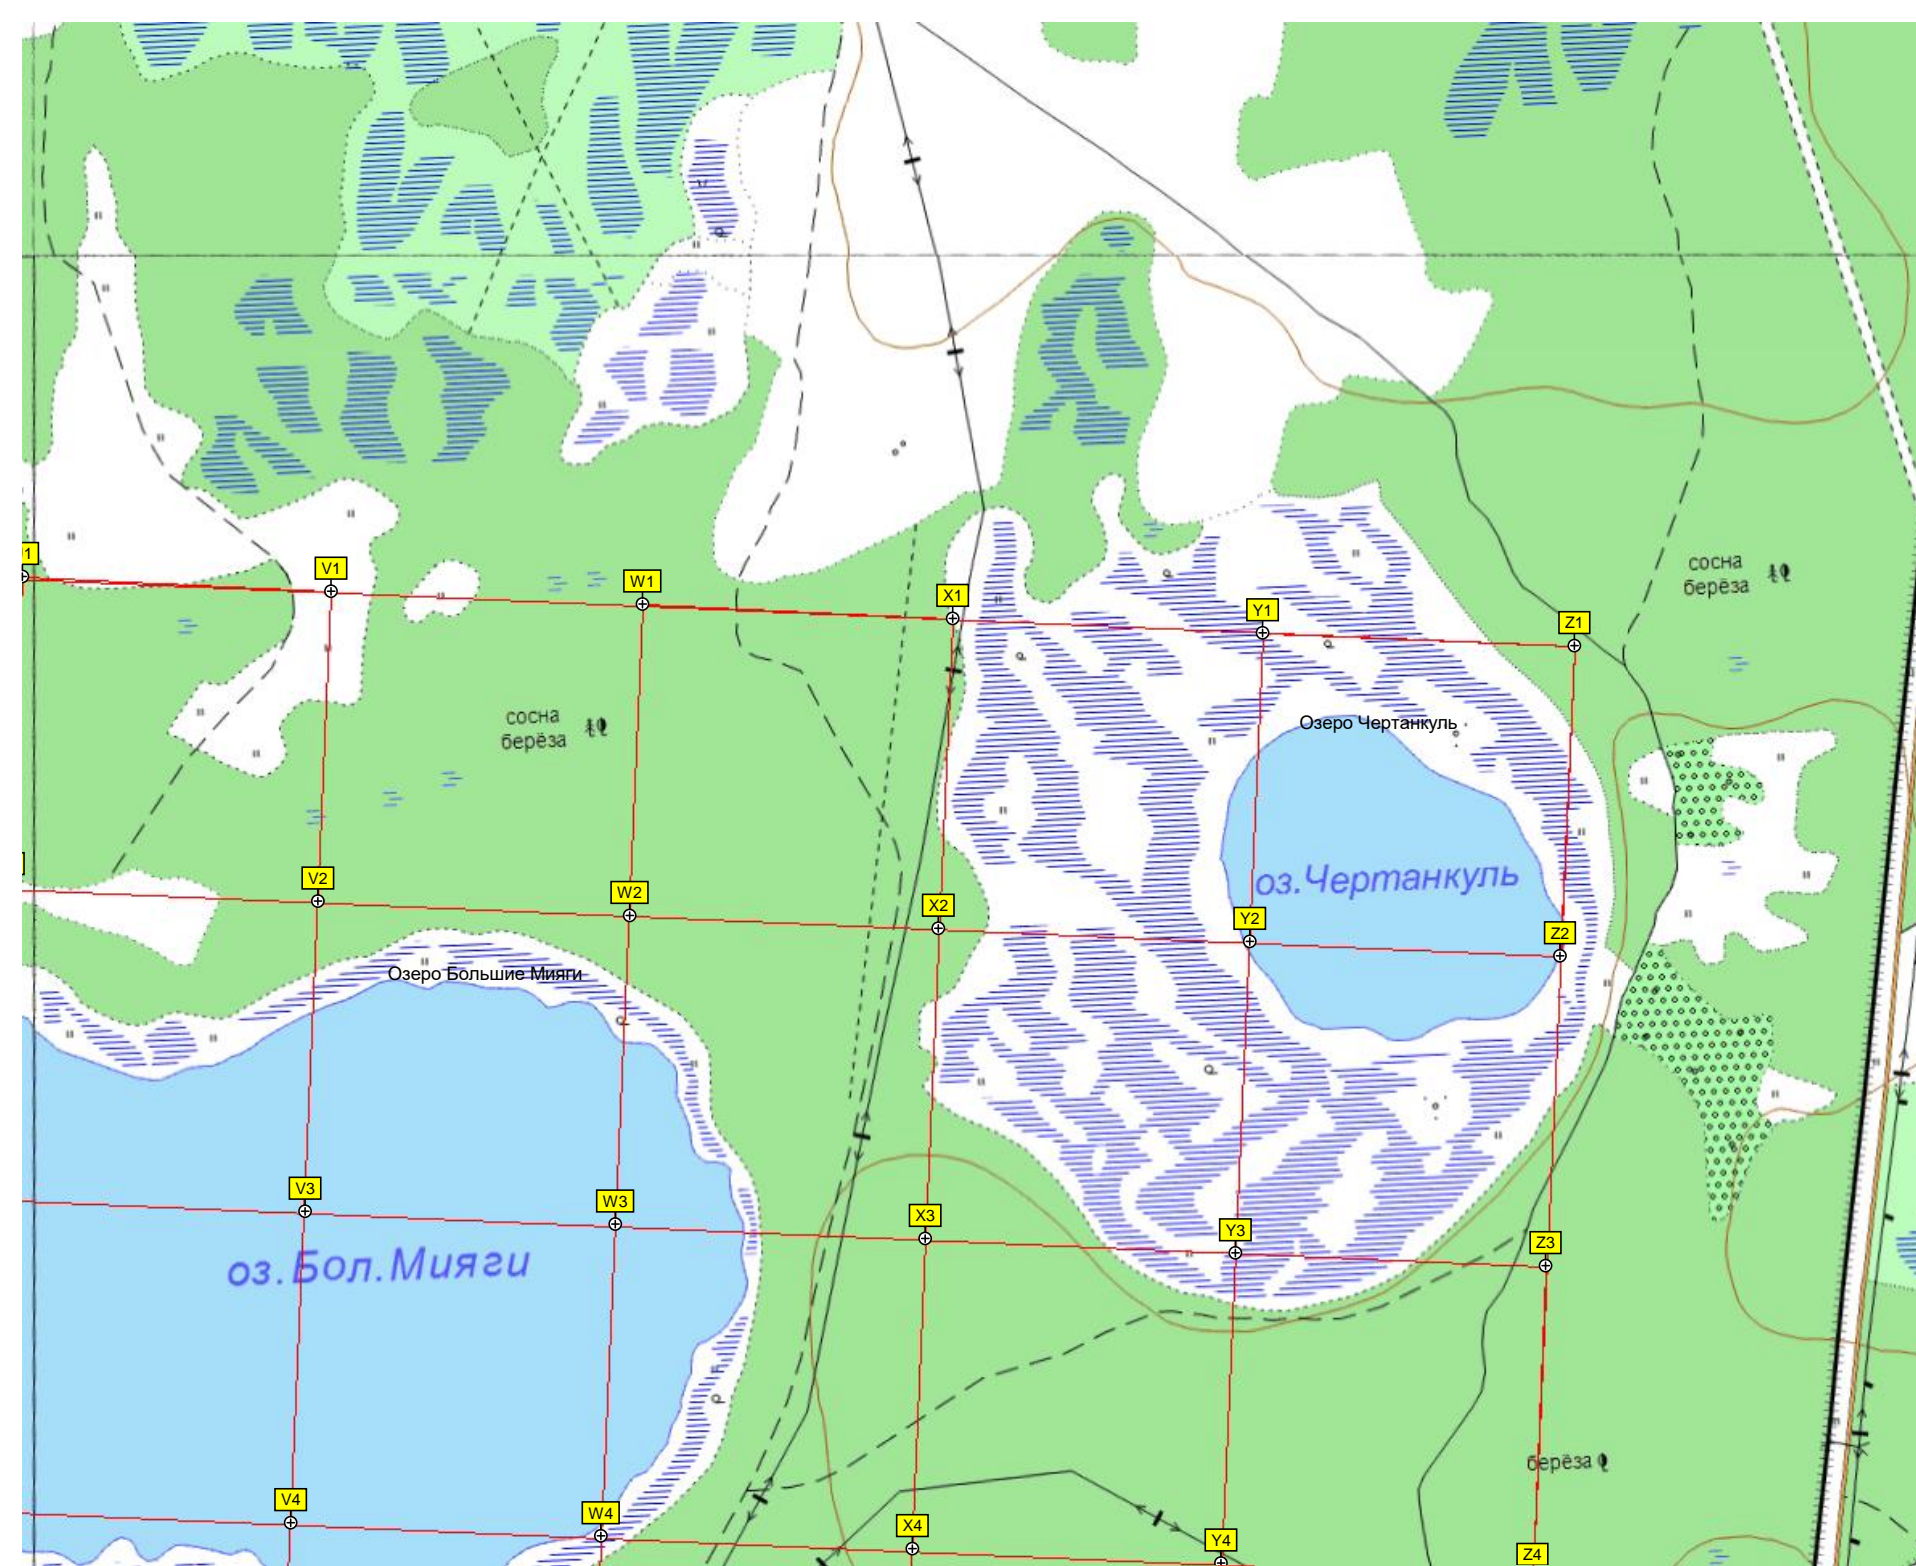 1
V1
W1
X1
Y1
Z1
сосна
берёза
сосна
берёза
Озеро Чертанкуль
оз.Чертанкуль
V2
W2
X2
Y2
Z2
Озеро Большие Мияги
V3
W3
X3
Y3
Z3
оз.Бол.Мияги
берёза
V4
W4
X4
Y4
Z4